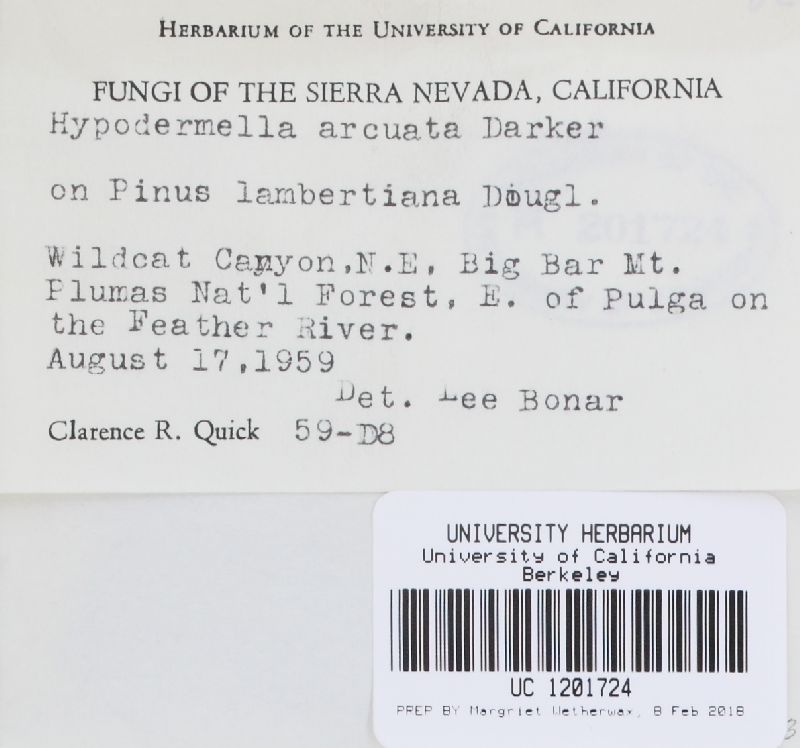 Herbarium of the University of California
FUNGI OF THE SIERRA NEVADA, CALIFORNIA
Hypodermella arcuata Darker
on Pinus lambertiana Dougl.
201724
Wildcat Canyon,N.E, Big Bar Mt.
Plumas Nat'l Forest, E. of Pulga on
the Feather River.
August 17,1959
Det. Lee Bonar
Clarence R. Quick 59-D8
UNIVERSITY HERBARIUM
University of California
Berkeley
UC 1201724
PREP BY Margriet Wetherwax, 8 Feb 2018
3